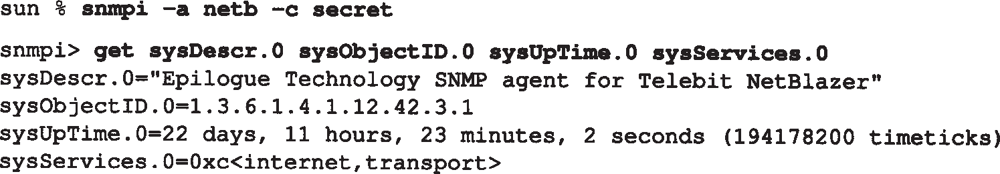 sun % snmpi -a netb -c secret
snmpi> get sysDescr.0 sysObjectID.0 sysUpTime.0 sysServices.0
sysDescr.0="Epilogue Technology SNMP agent for Telebit NetBlazer"
sysObjectID.0=1.3.6.1.4.1.12.42.3.1
sysUpTime.0=22 days, 11 hours, 23 minutes, 2 seconds (194178200 timeticks)
sysServices.0=0xc<internet,transport>